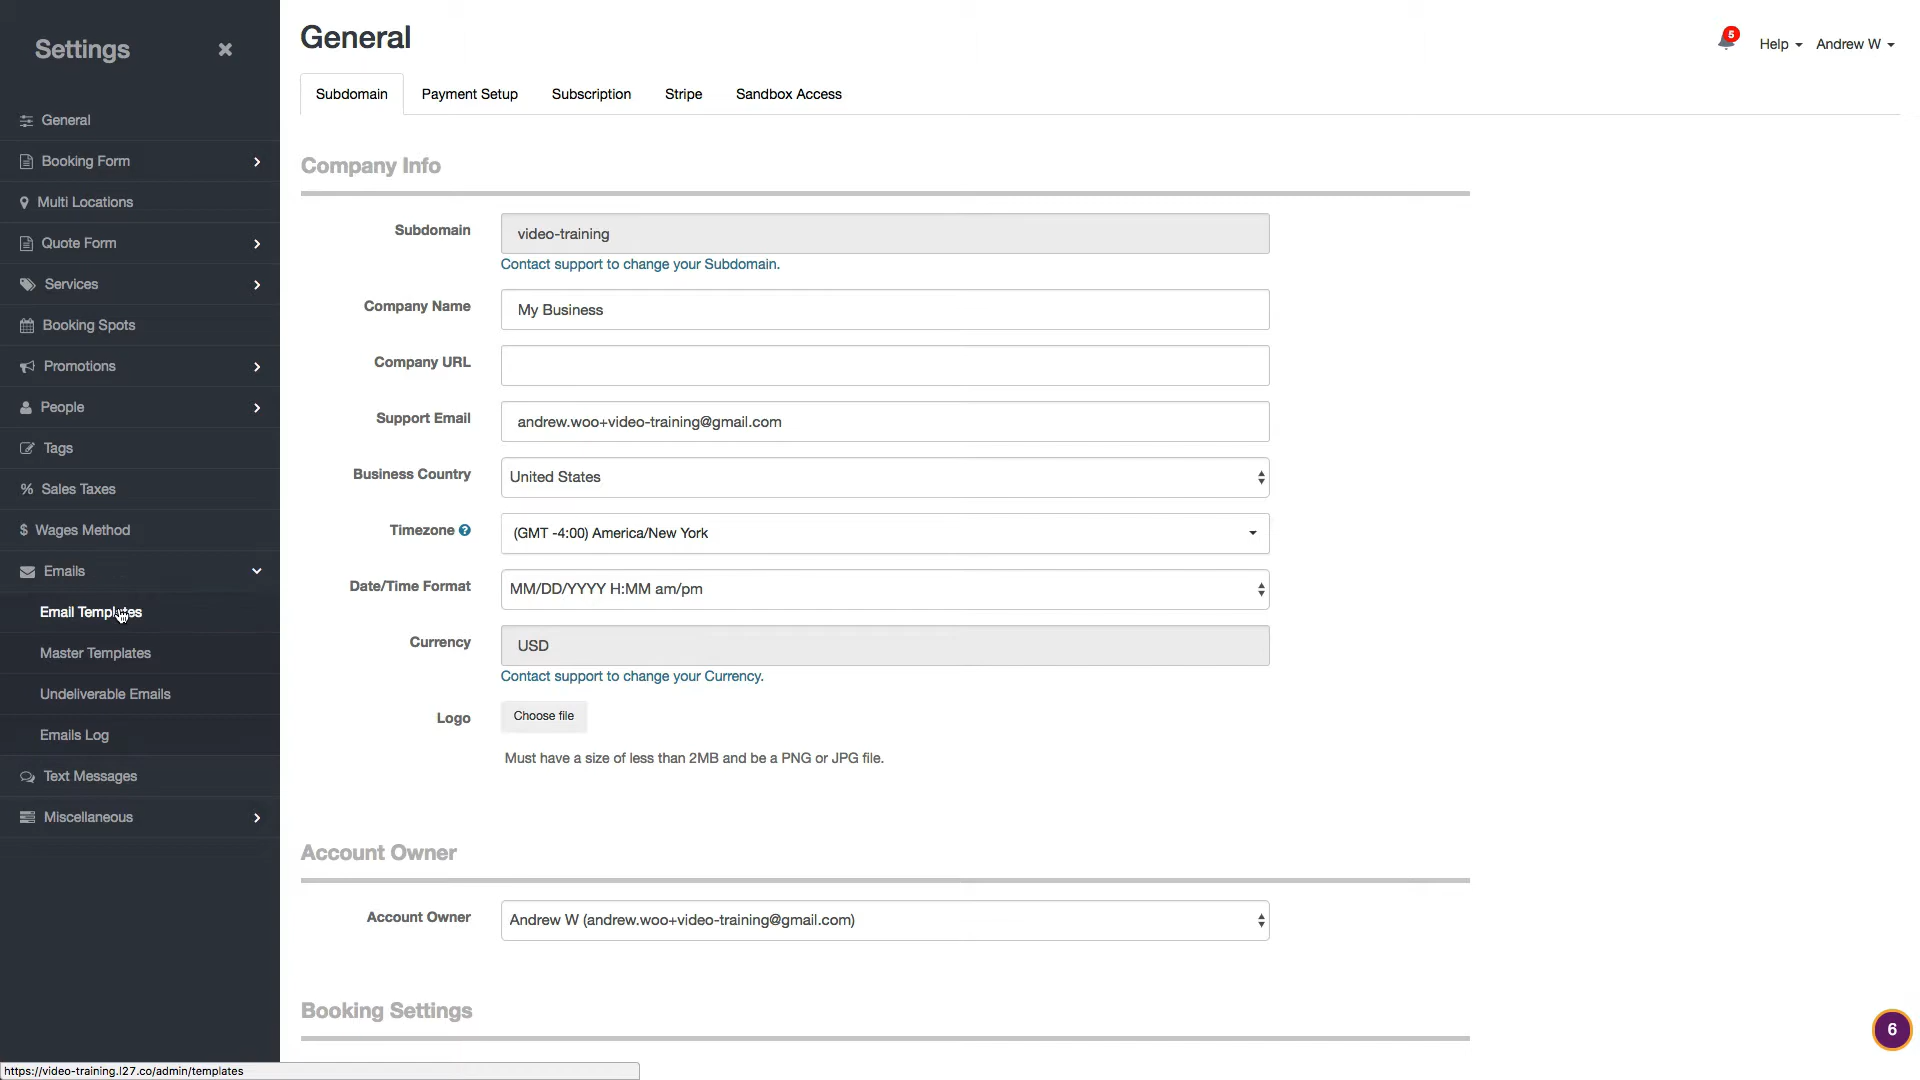 Settings
General
Booking Form
Multi Locations
Quote Form
Services
Booking Spots
Promotions
People
Tags
% Sales Taxes
$ Wages Method
Emails
Email Templates
Master Templates
Undeliverable Emails
Emails Log
Text Messages
Miscellaneous
General
5
Help
Andrew W
Subdomain
Payment Setup
Subscription
Stripe
Sandbox Access
Company Info
Subdomain
video-training
Contact support to change your Subdomain.
Company Name
My Business
Company URL
Support Email
andrew.woo+video-training@gmail.com
Business Country
United States
Timezone ?
(GMT -4:00) America/New York
Date/Time Format
MM/DD/YYYY H:MM am/pm
Currency
USD
Contact support to change your Currency.
Logo
Choose file
Must have a size of less than 2MB and be a PNG or JPG file.
Account Owner
Account Owner
Andrew W (andrew.woo+video-training@gmail.com)
Booking Settings
6
https://video-training.l27.co/admin/templates